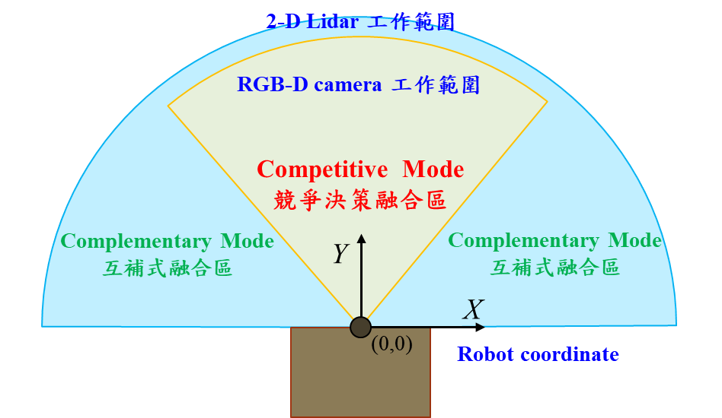 2-D Lidar 工作範圍
RGB-D camera 工作範圍
Competitive Mode
競爭決策融合區
Complementary Mode
互補式融合區
Complementary Mode
互補式融合區
Y
X
(0,0)
Robot coordinate